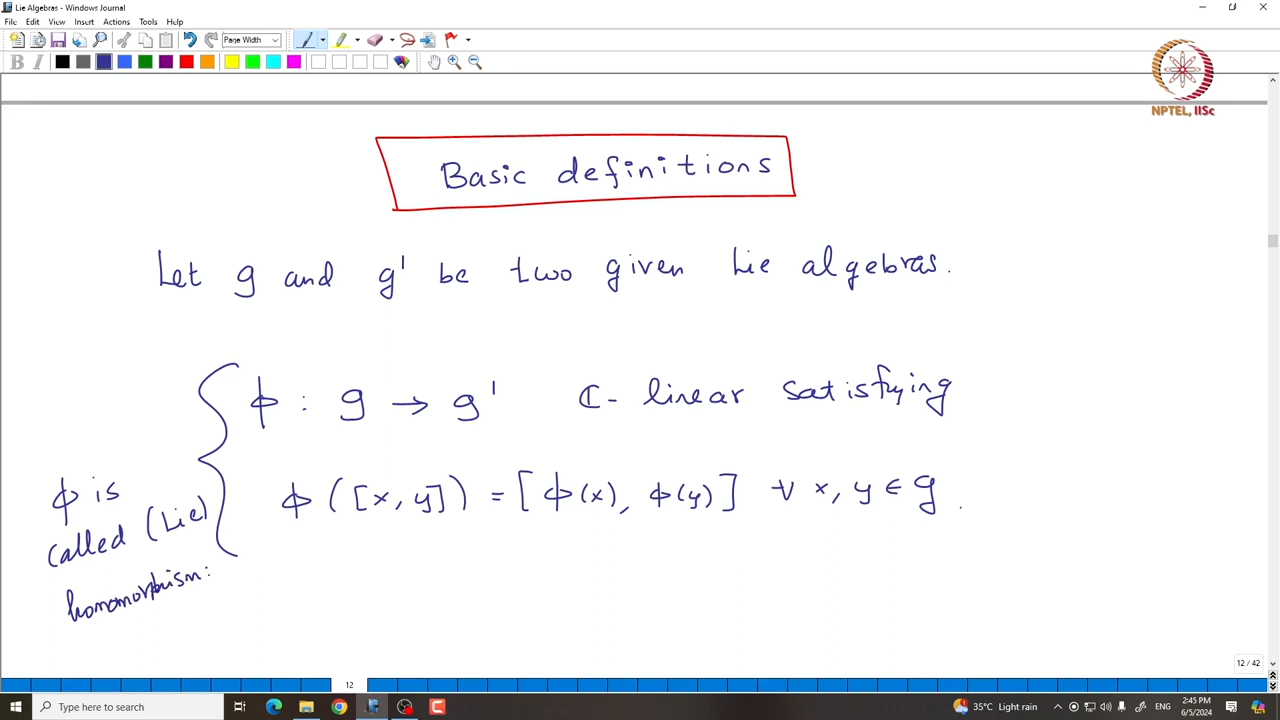 Lie Algebras - Windows Journal
File Edit View Insert Actions Tools Help
Page Width
B I
NPTEL, IISc
Basic definitions
Let g and g' be two given Lie algebras.
ϕ : g → g' ℂ- linear satisfying
ϕ ([x, y]) = [ϕ(x), ϕ(y)] ∀ x, y ∈ g.
ϕ is
called (Lie)
homomorphism:
12 / 42
12
Type here to search
35°C Light rain
ENG
2:45 PM
6/5/2024